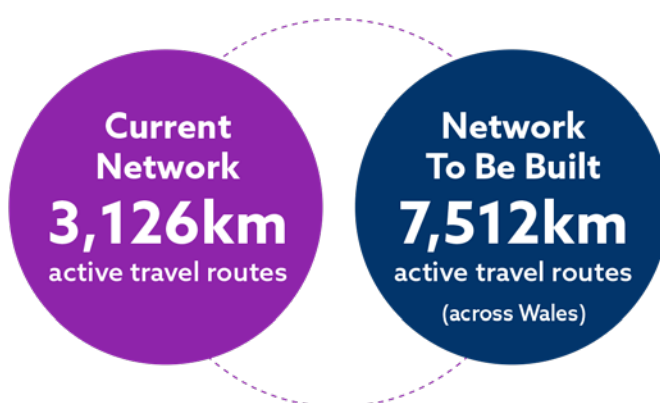 Current
Network
3,126km
active travel routes
Network
To Be Built
7,512km
active travel routes
(across Wales)